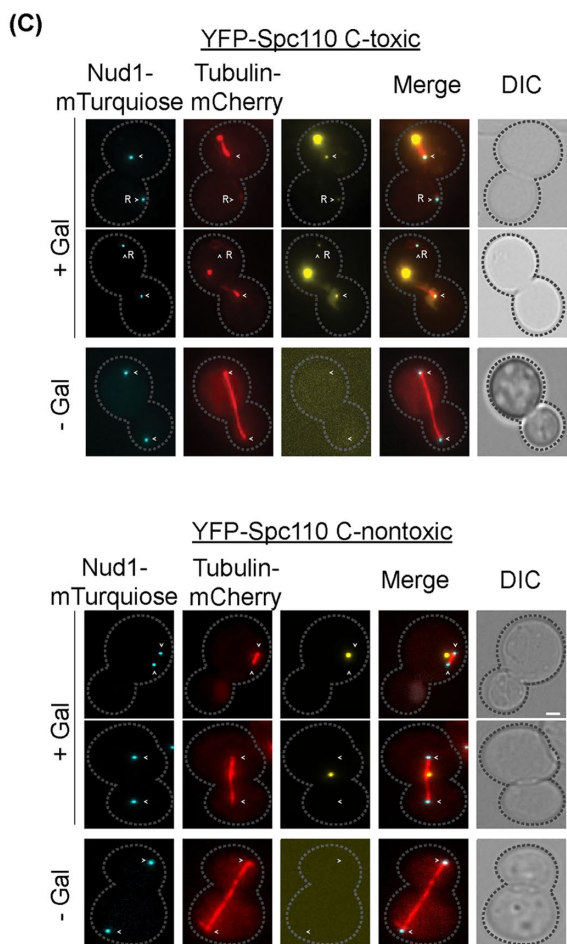 (C)
YFP-Spc110 C-toxic
Nud1-
mTurquiose
Tubulin-
mCherry
Merge
DIC
+ Gal
R
R
R
R
R
R
R
R
- Gal
YFP-Spc110 C-nontoxic
Nud1-
mTurquiose
Tubulin-
mCherry
Merge
DIC
+ Gal
- Gal